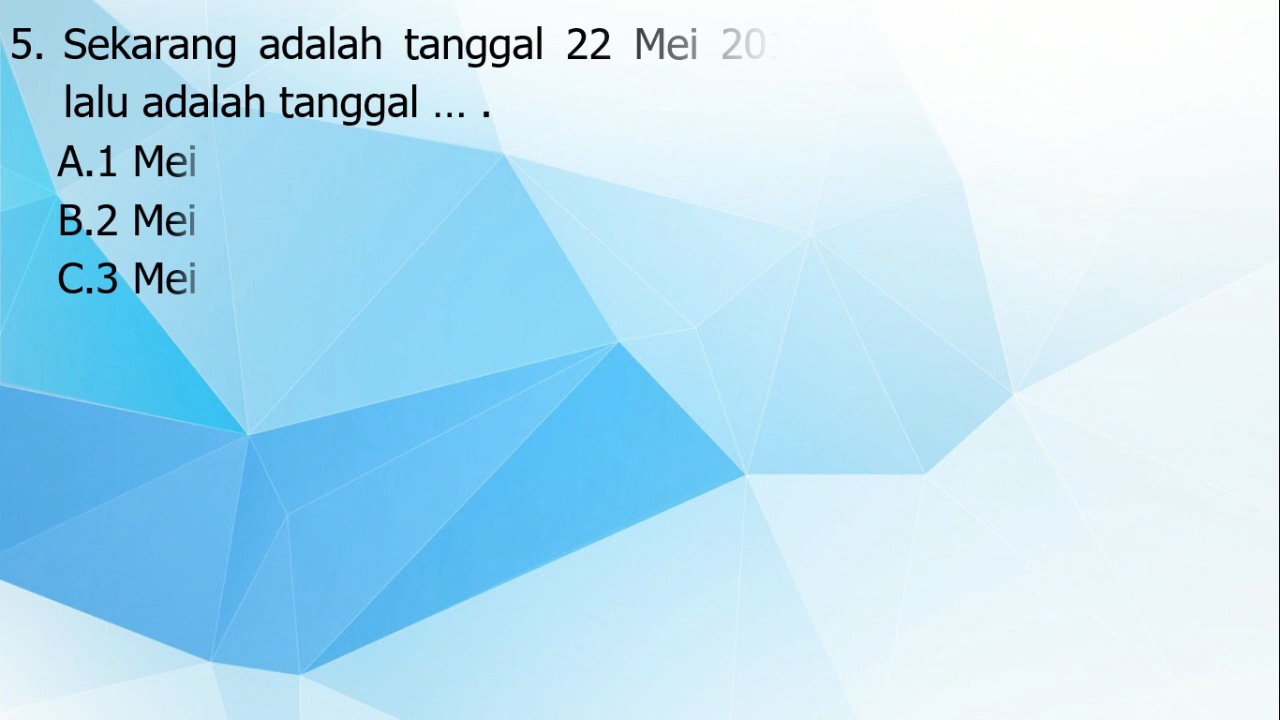 5. Sekarang adalah tanggal 22 Mei
lalu adalah tanggal ... .
A.1 Mei
B.2 Mei
C.3 Mei